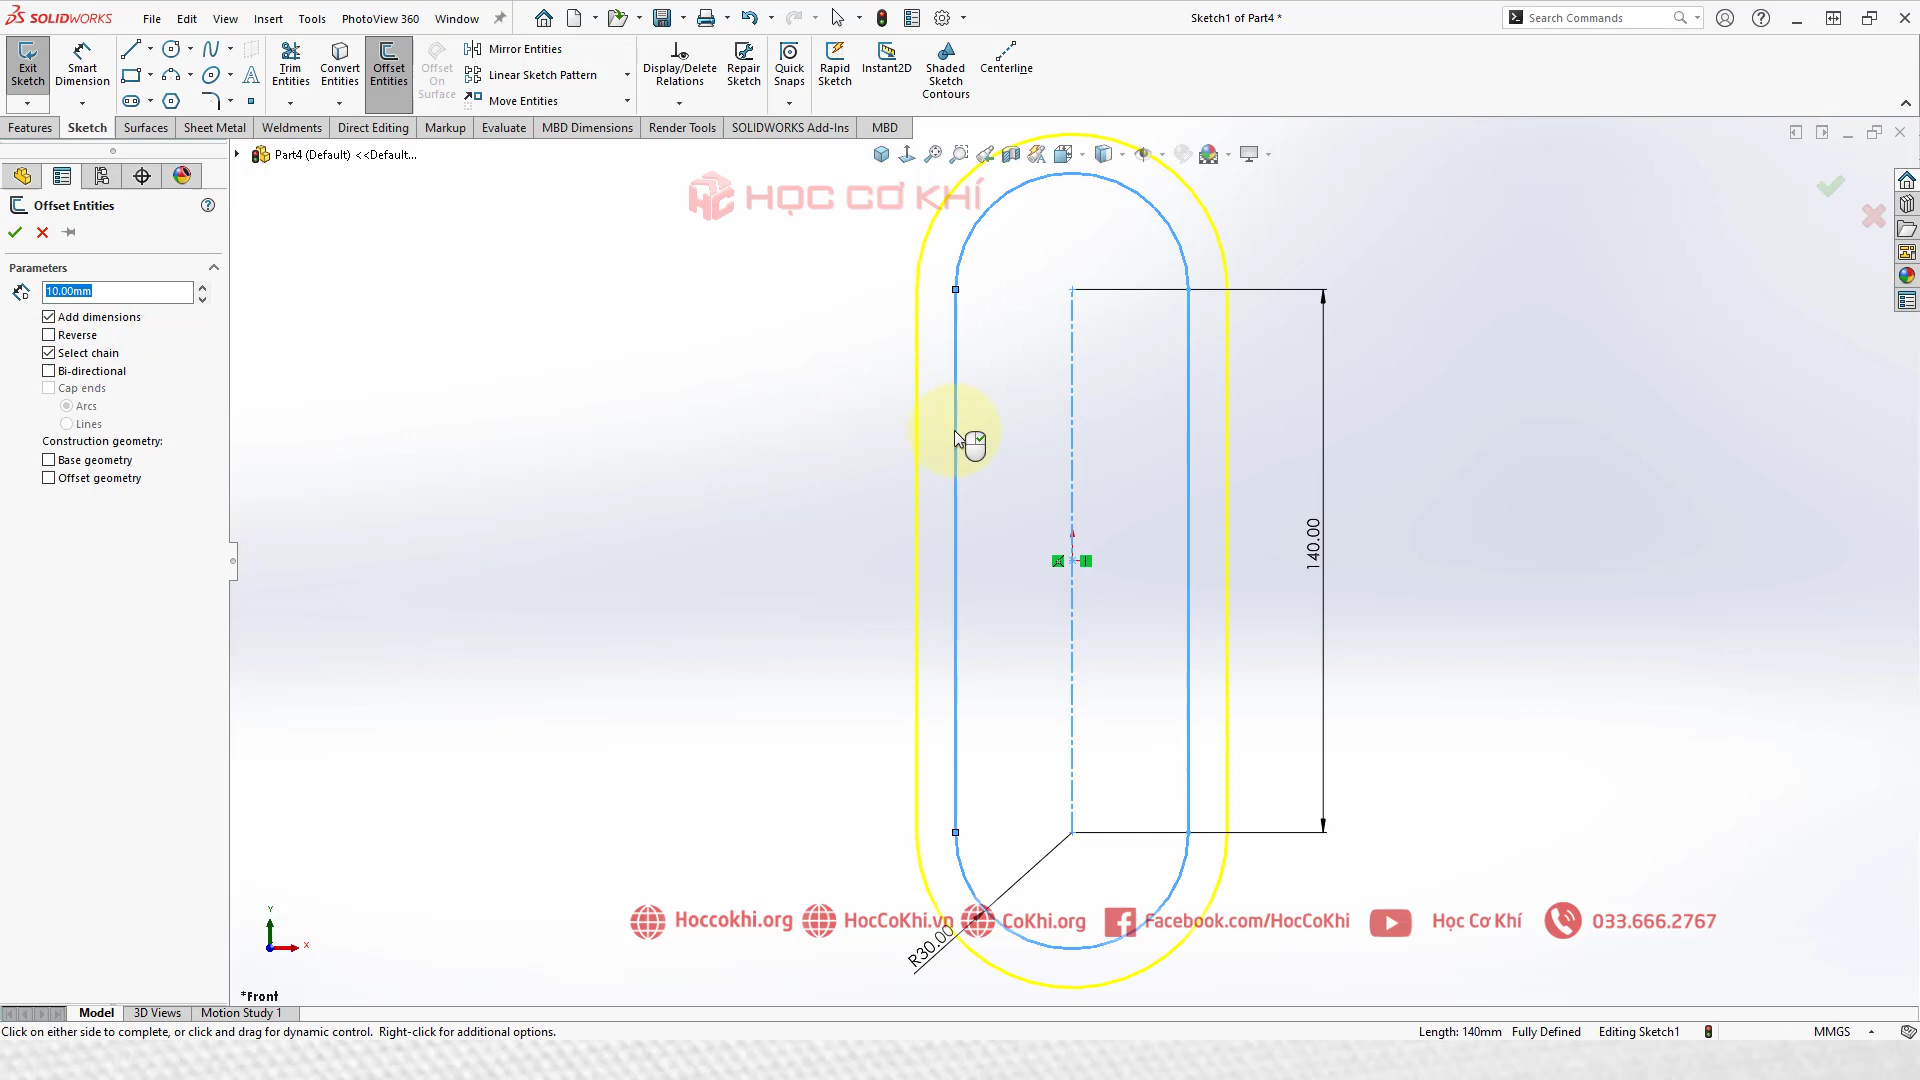 SOLIDWORKS
File Edit View Insert Tools PhotoView 360 Window
Sketch1 of Part4 *
Search Commands
Exit Sketch
Smart Dimension
Trim Entities
Convert Entities
Offset Entities
Offset On Surface
Mirror Entities
Linear Sketch Pattern
Move Entities
Display/Delete Relations
Repair Sketch
Quick Snaps
Rapid Sketch
Instant2D
Shaded Sketch Contours
Centerline
Features Sketch Surfaces Sheet Metal Weldments Direct Editing Markup Evaluate MBD Dimensions Render Tools SOLIDWORKS Add-Ins MBD
Part4 (Default) <<Default...
HỌC CƠ KHÍ
Offset Entities
Parameters
10.00mm
Add dimensions
Reverse
Select chain
Bi-directional
Cap ends
Arcs
Lines
Construction geometry:
Base geometry
Offset geometry
140.00
R30.00
Hoccokhi.org HocCoKhi.vn CoKhi.org Facebook.com/HocCoKhi Học Cơ Khí 033.666.2767
Y
X
*Front
Model 3D Views Motion Study 1
Click on either side to complete, or click and drag for dynamic control. Right-click for additional options.
Length: 140mm Fully Defined Editing Sketch1 MMGS